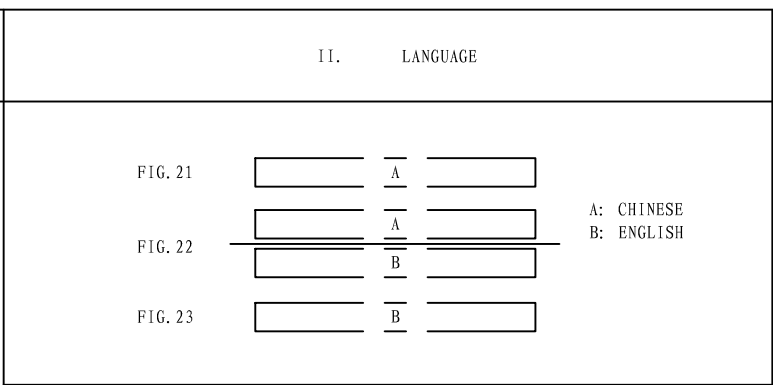 II. LANGUAGE
FIG. 21 A
A: CHINESE
A
B: ENGLISH
FIG. 22
B
FIG. 23 B